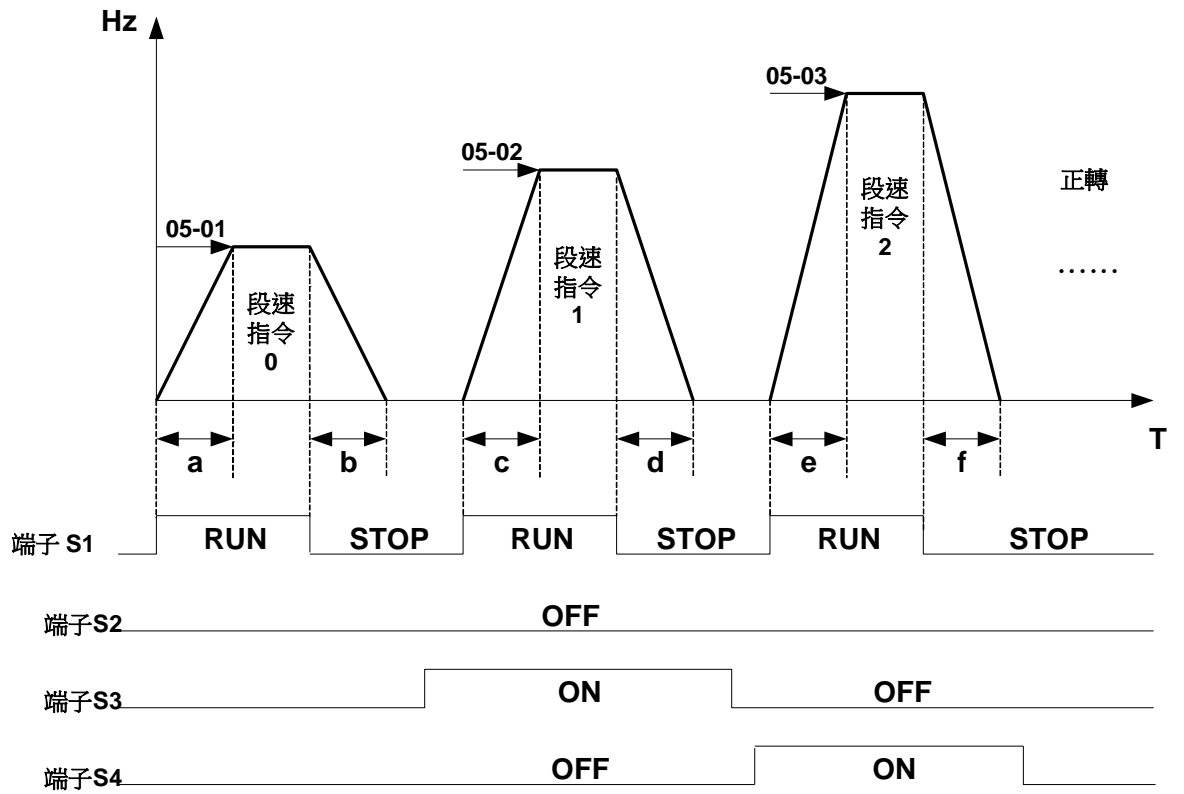 Hz
05-03
05-02
05-01
正轉
……
段速
指令
2
段速
指令
1
段速
指令
0
T
a
b
c
d
e
f
端子 S1
RUN
STOP
RUN
STOP
RUN
STOP
端子S2
OFF
端子S3
ON
OFF
端子S4
OFF
ON